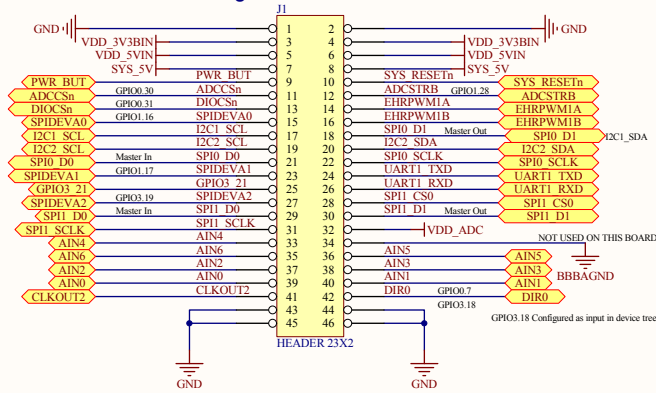 J1
GND 1 2 GND
VDD_3V3BIN 3 4 VDD_3V3BIN
VDD_5VIN 5 6 VDD_5VIN
SYS_5V 7 8 SYS_5V
PWR_BUT PWR_BUT 9 10 SYS_RESETn SYS_RESETn
ADCCSn GPIO0.30 ADCCSn 11 12 ADCSTRB GPIO1.28 ADCSTRB
DIOCSn GPIO0.31 DIOCSn 13 14 EHRPWM1A EHRPWM1A
SPIDEVA0 GPIO1.16 SPIDEVA0 15 16 EHRPWM1B EHRPWM1B
I2C1_SCL I2C1_SCL 17 18 SPI0_D1 Master Out SPI0_D1 I2C1_SDA
I2C2_SCL I2C2_SCL 19 20 I2C2_SDA I2C2_SDA
SPI0_D0 Master In SPI0_D0 21 22 SPI0_SCLK SPI0_SCLK
SPIDEVA1 GPIO1.17 SPIDEVA1 23 24 UART1_TXD UART1_TXD
GPIO3_21 GPIO3_21 25 26 UART1_RXD UART1_RXD
SPIDEVA2 GPIO3.19 SPIDEVA2 27 28 SPI1_CS0 SPI1_CS0
SPI1_D0 Master In SPI1_D0 29 30 SPI1_D1 Master Out SPI1_D1
SPI1_SCLK SPI1_SCLK 31 32 VDD_ADC
AIN4 AIN4 33 34 NOT USED ON THIS BOARD
BBBAGND
AIN6 AIN6 35 36 AIN5 AIN5
AIN2 AIN2 37 38 AIN3 AIN3
AIN0 AIN0 39 40 AIN1 AIN1
CLKOUT2 CLKOUT2 41 42 DIR0 GPIO0.7 DIR0
43 44 GPIO3.18
45 46 GPIO3.18 Configured as input in device tree
HEADER 23X2
GND GND